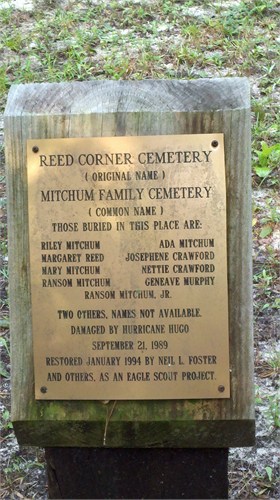 REED CORNER CEMETERY
( ORIGINAL NAME )
MITCHUM FAMILY CEMETERY
( COMMON NAME )
THOSE BURIED IN THIS PLACE ARE:
RILEY MITCHUM ADA MITCHUM
MARGARET REED JOSEPHENE CRAWFORD
MARY MITCHUM NETTIE CRAWFORD
RANSOM MITCHUM GENEAVE MURPHY
RANSOM MITCHUM, JR.
TWO OTHERS, NAMES NOT AVAILABLE.
DAMAGED BY HURRICANE HUGO
SEPTEMBER 21, 1989
RESTORED JANUARY 1994 BY NEIL L. FOSTER
AND OTHERS, AS AN EAGLE SCOUT PROJECT.